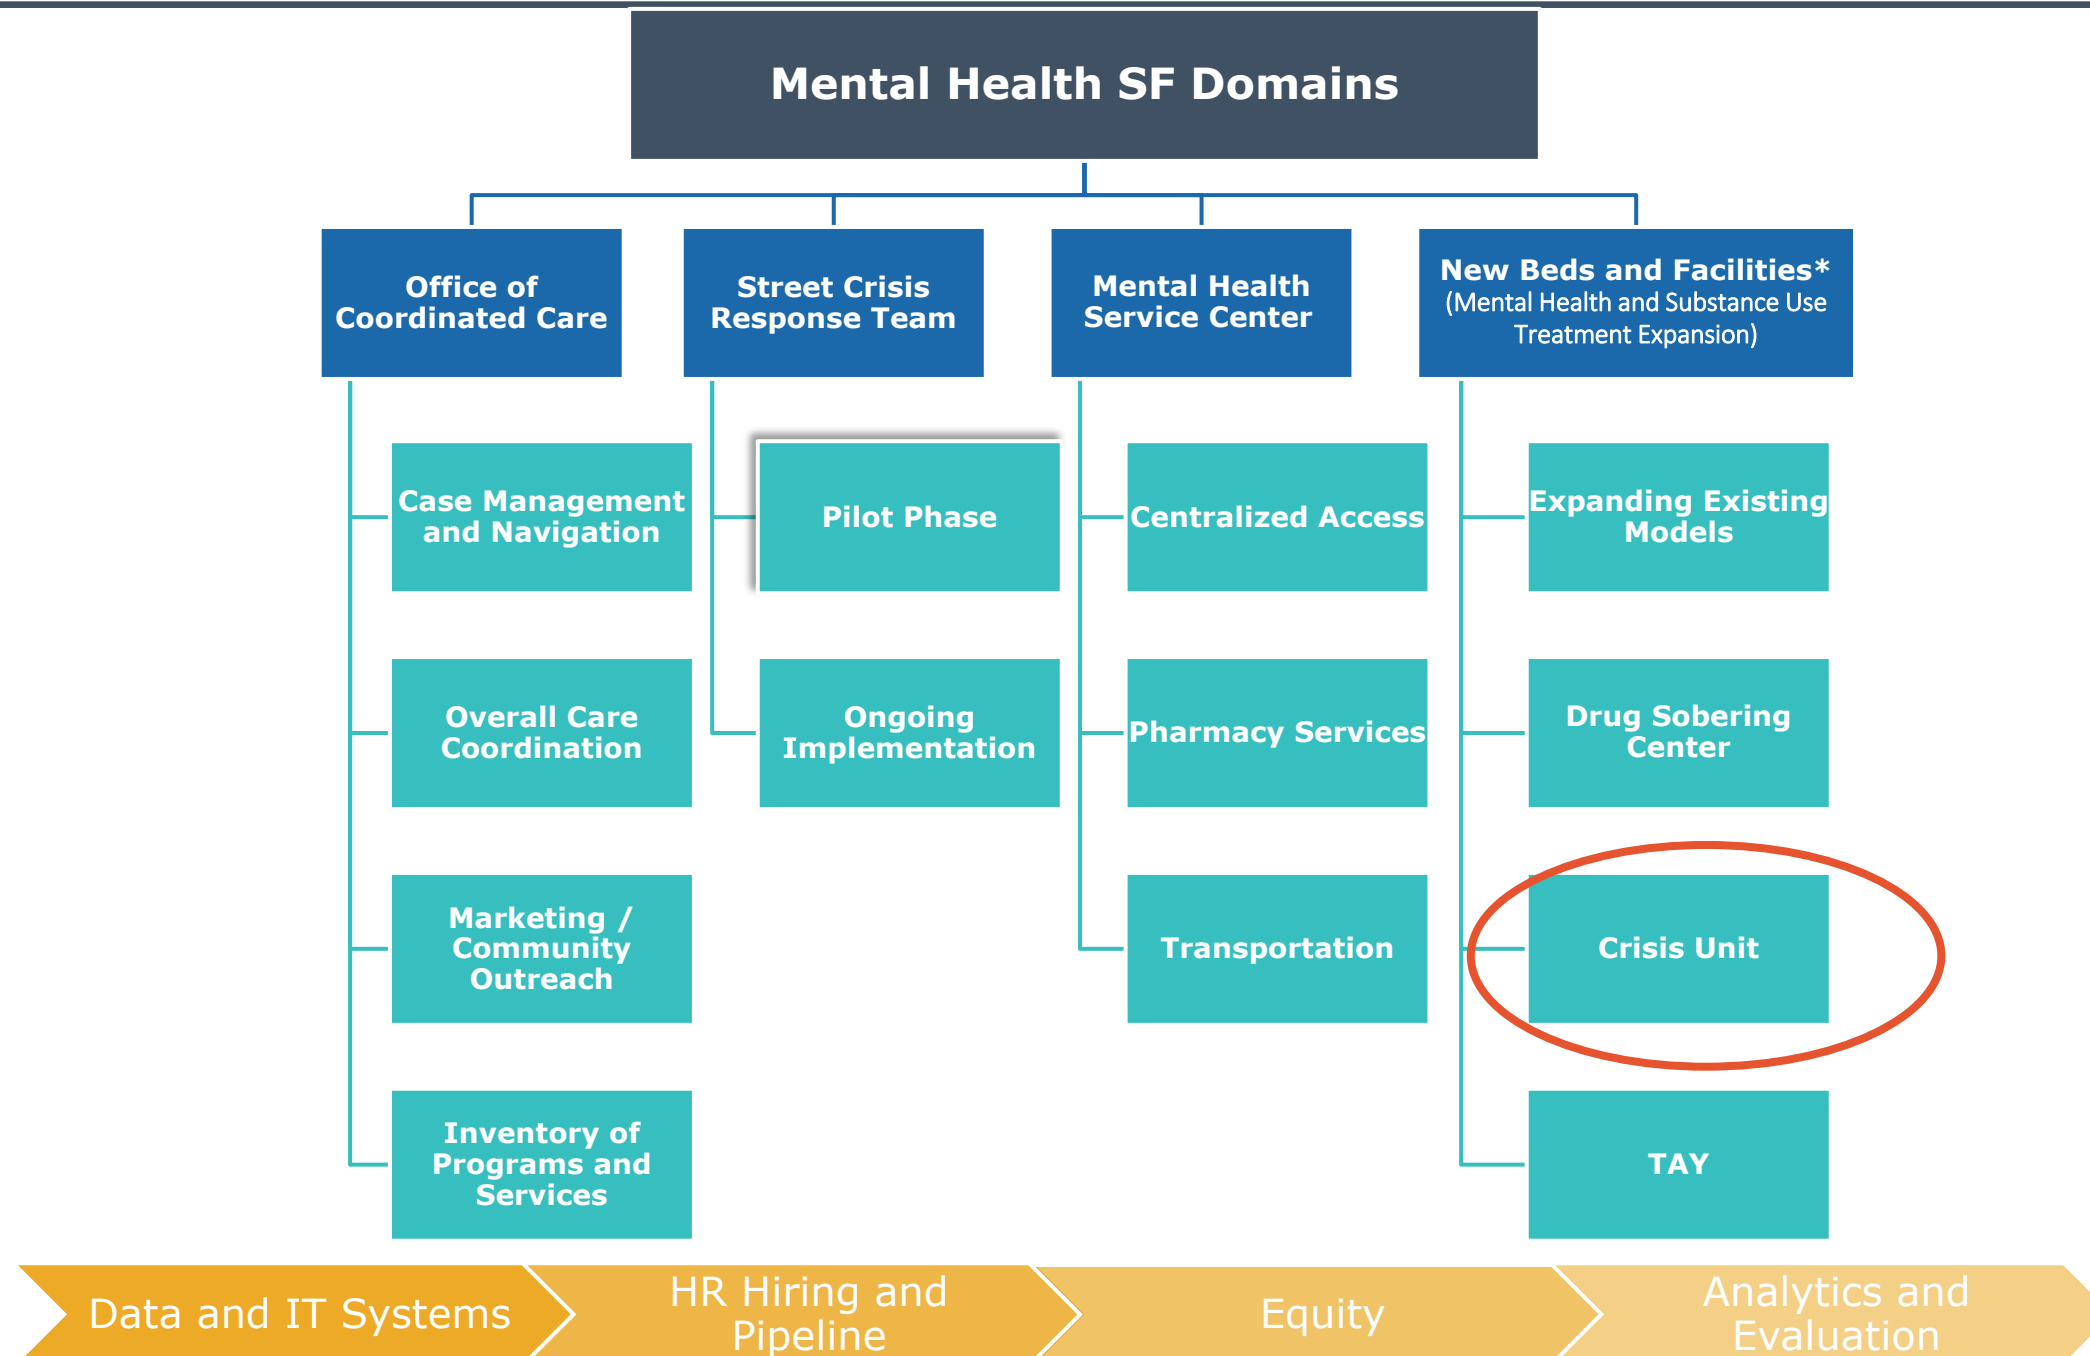 Mental Health SF Domains
Office of
Coordinated Care
Street Crisis
Response Team
Mental Health
Service Center
New Beds and Facilities*
(Mental Health and Substance Use
Treatment Expansion)
Case Management
and Navigation
Pilot Phase
Centralized Access
Expanding Existing
Models
Overall Care
Coordination
Ongoing
Implementation
Pharmacy Services
Drug Sobering
Center
Marketing /
Community
Outreach
Transportation
Crisis Unit
Inventory of
Programs and
Services
TAY
Data and IT Systems
HR Hiring and
Pipeline
Equity
Analytics and
Evaluation